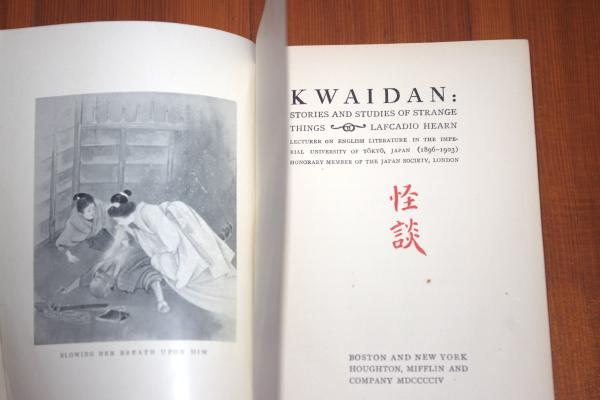 BLOWING HER BREATH UPON HIM
KWAIDAN:
STORIES AND STUDIES OF STRANGE
THINGS LAFCADIO HEARN
LECTURER ON ENGLISH LITERATURE IN THE IMPE-
RIAL UNIVERSITY OF TŌKYŌ, JAPAN (1896-1903)
HONORARY MEMBER OF THE JAPAN SOCIETY, LONDON
怪談
BOSTON AND NEW YORK
HOUGHTON, MIFFLIN AND
COMPANY MDCCCCIV